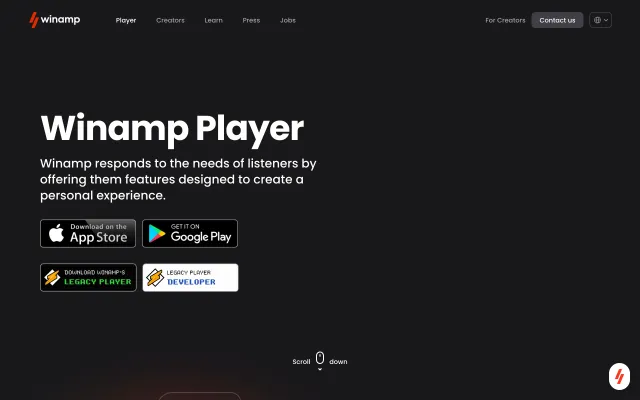 winamp
Player
Creators
Learn
Press
Jobs
For Creators
Contact us
Winamp Player
Winamp responds to the needs of listeners by
offering them features designed to create a
personal experience.
Download on the
App Store
GET IT ON
Google Play
DOWNLOAD WINAMP'S
LEGACY PLAYER
LEGACY PLAYER
DEVELOPER
Scroll down